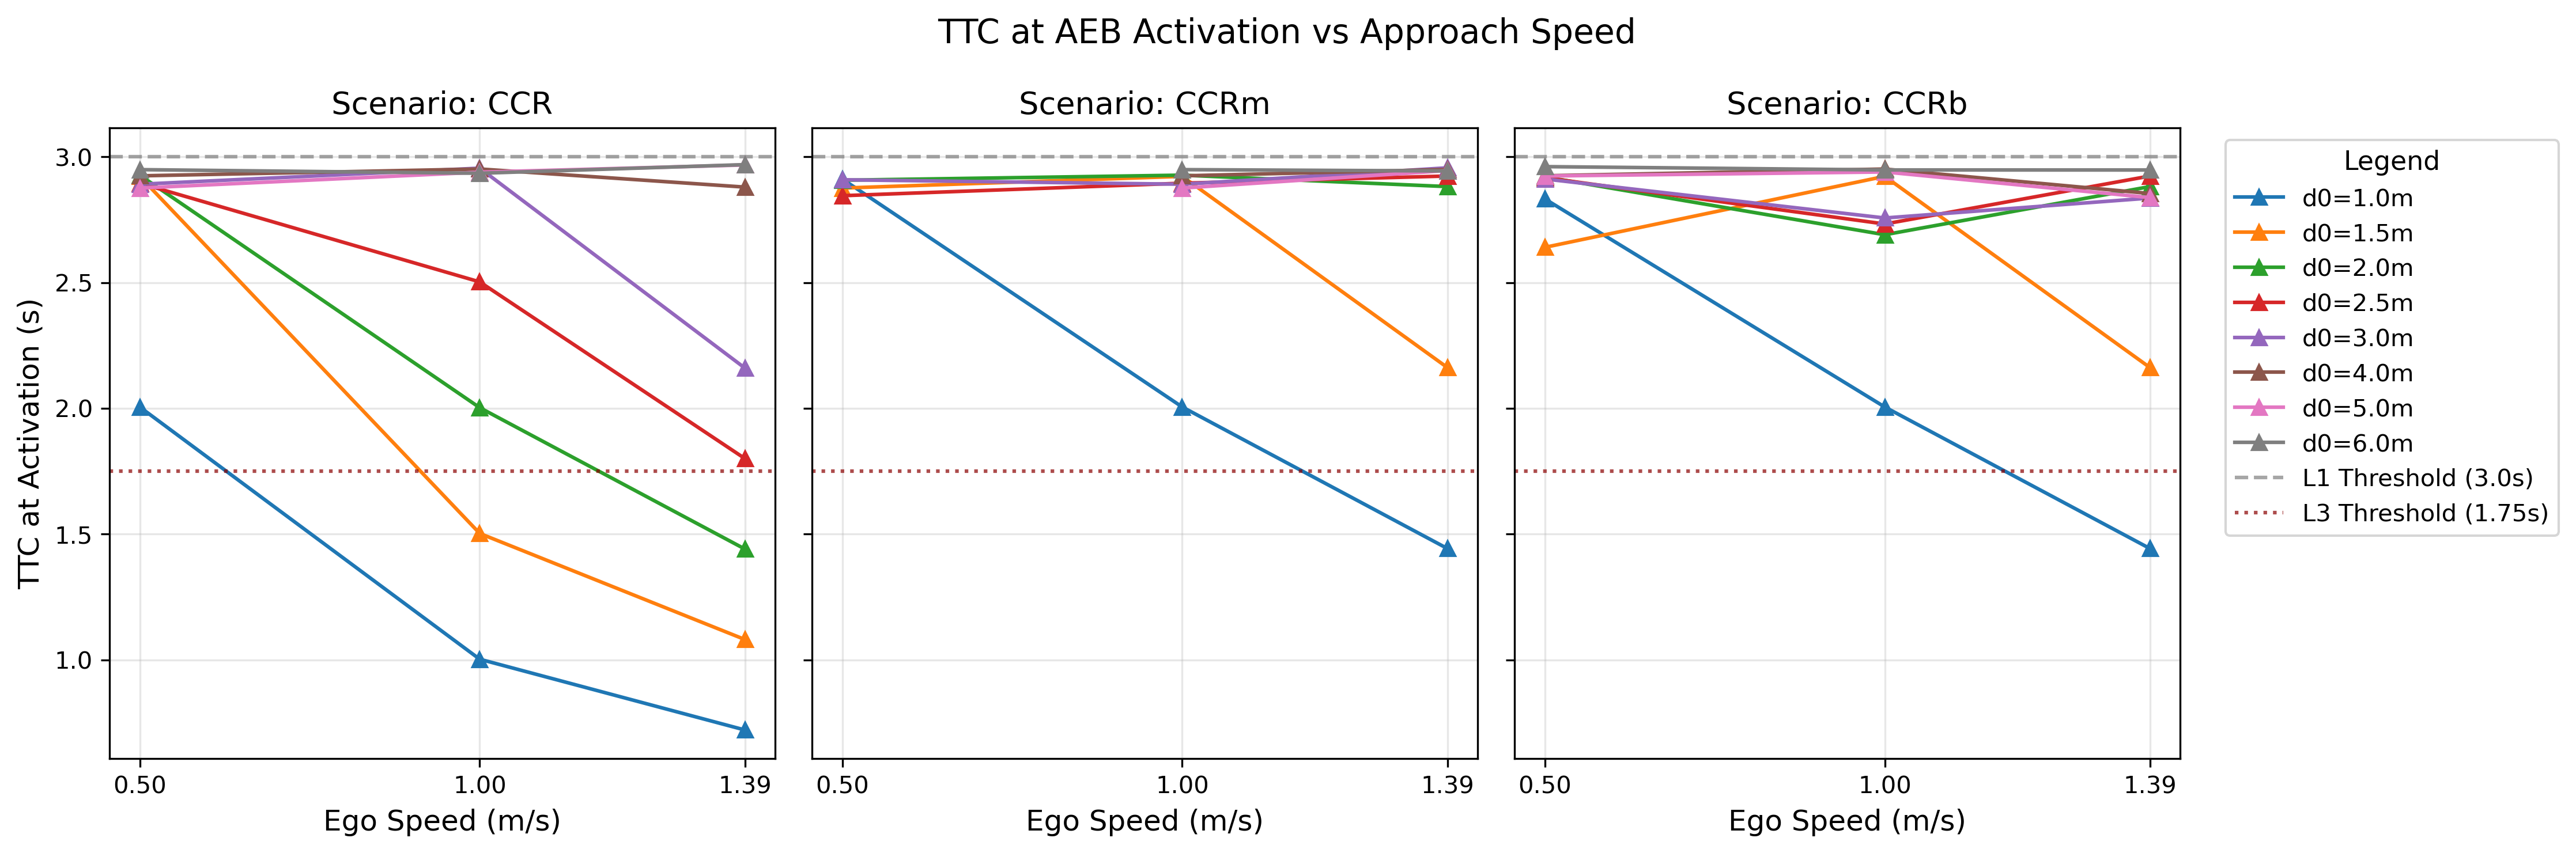 TTC at AEB Activation vs Approach Speed
Scenario: CCR
Scenario: CCRm
Scenario: CCRb
TTC at Activation (s)
3.0
2.5
2.0
1.5
1.0
0.50
1.00
1.39
Ego Speed (m/s)
0.50
1.00
1.39
Ego Speed (m/s)
0.50
1.00
1.39
Ego Speed (m/s)
Legend
d0=1.0m
d0=1.5m
d0=2.0m
d0=2.5m
d0=3.0m
d0=4.0m
d0=5.0m
d0=6.0m
L1 Threshold (3.0s)
L3 Threshold (1.75s)